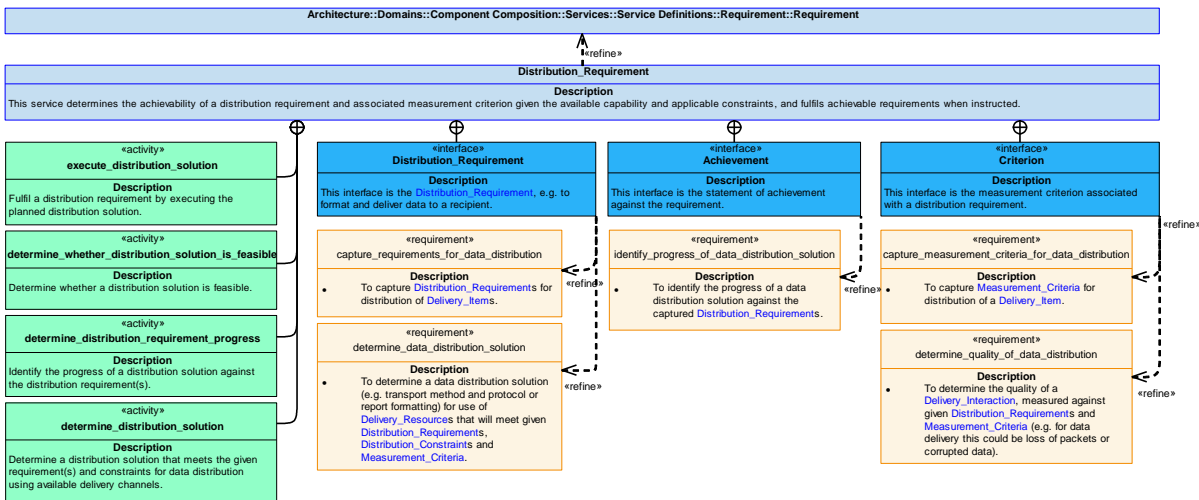 Architecture::Domains::Component Composition::Services::Service Definitions::Requirement::Requirement
«refine»
Distribution_Requirement
Description
This service determines the achievability of a distribution requirement and associated measurement criterion given the available capability and applicable constraints, and fulfils achievable requirements when instructed.
«activity»
execute_distribution_solution
Description
Fulfil a distribution requirement by executing the
planned distribution solution.
«activity»
determine_whether_distribution_solution_is_feasible
Description
Determine whether a distribution solution is feasible.
«activity»
determine_distribution_requirement_progress
Description
Identify the progress of a distribution solution against
the distribution requirement(s).
«activity»
determine_distribution_solution
Description
Determine a distribution solution that meets the given
requirement(s) and constraints for data distribution
using available delivery channels.
«interface»
Distribution_Requirement
Description
This interface is the Distribution_Requirement, e.g. to
format and deliver data to a recipient.
«requirement»
capture_requirements_for_data_distribution
Description
• To capture Distribution_Requirements for
distribution of Delivery_Items.
«refine»
«requirement»
determine_data_distribution_solution
Description
• To determine a data distribution solution
(e.g. transport method and protocol or
report formatting) for use of
Delivery_Resources that will meet given
Distribution_Requirements,
Distribution_Constraints and
Measurement_Criteria.
«refine»
«interface»
Achievement
Description
This interface is the statement of achievement
against the requirement.
«requirement»
identify_progress_of_data_distribution_solution
Description
• To identify the progress of a data
distribution solution against the
captured Distribution_Requirements.
«refine»
«interface»
Criterion
Description
This interface is the measurement criterion associated
with a distribution requirement.
«refine»
«requirement»
capture_measurement_criteria_for_data_distribution
Description
• To capture Measurement_Criteria for
distribution of a Delivery_Item.
«requirement»
determine_quality_of_data_distribution
Description
• To determine the quality of a
Delivery_Interaction, measured against
given Distribution_Requirements and
Measurement_Criteria (e.g. for data
delivery this could be loss of packets or
corrupted data).
«refine»